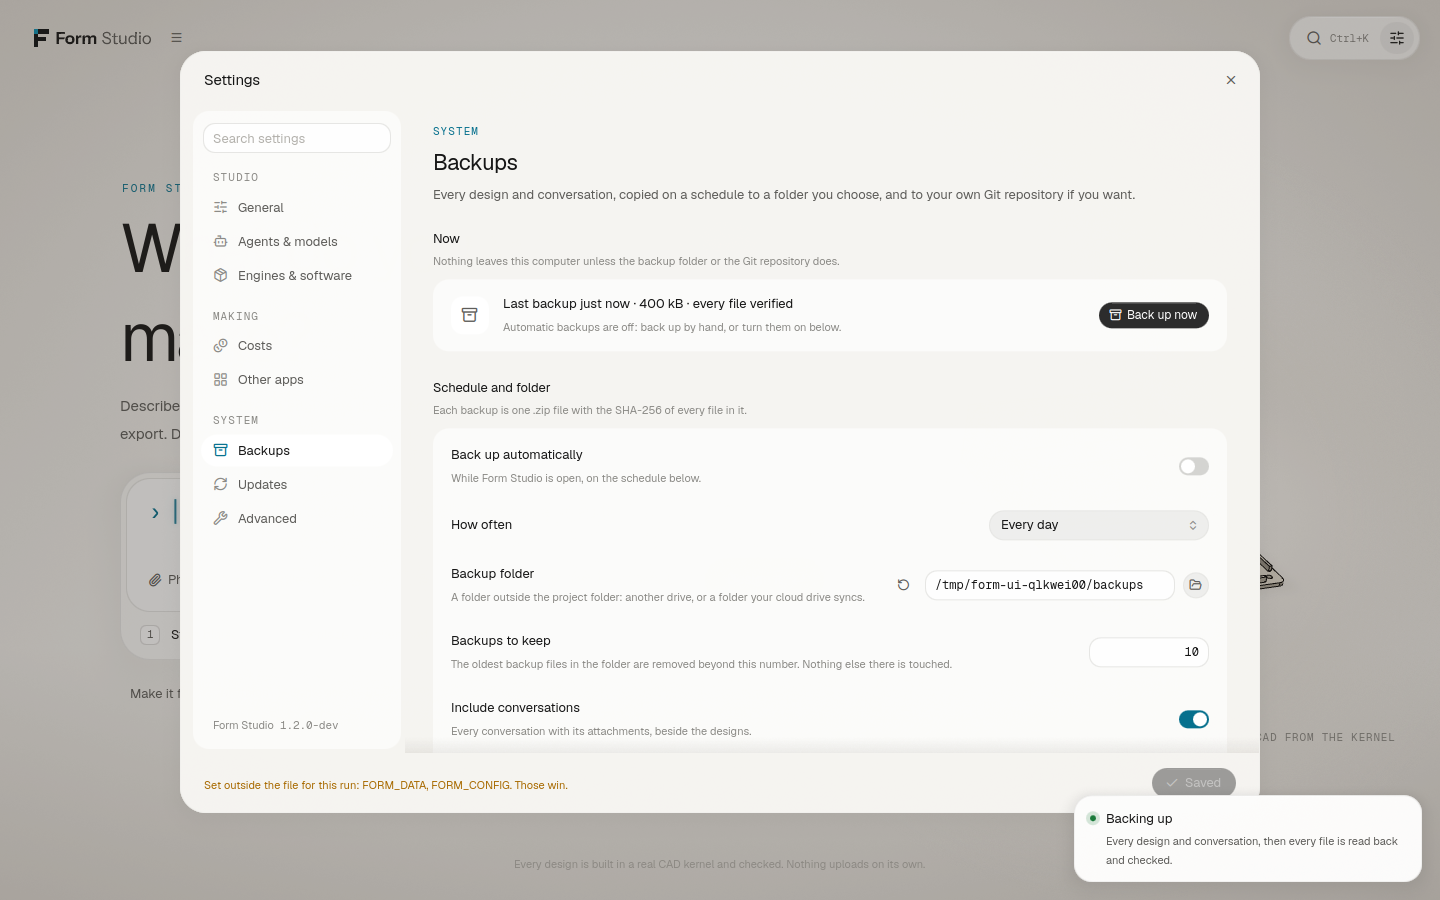 Form Studio
Ctrl+K
Settings
Search settings
STUDIO
General
Agents & models
Engines & software
MAKING
Costs
Other apps
SYSTEM
Backups
Updates
Advanced
Form Studio 1.2.0-dev
SYSTEM
Backups
Every design and conversation, copied on a schedule to a folder you choose, and to your own Git repository if you want.
Now
Nothing leaves this computer unless the backup folder or the Git repository does.
Last backup just now · 400 kB · every file verified
Automatic backups are off: back up by hand, or turn them on below.
Back up now
Schedule and folder
Each backup is one .zip file with the SHA-256 of every file in it.
Back up automatically
While Form Studio is open, on the schedule below.
How often
Every day
Backup folder
A folder outside the project folder: another drive, or a folder your cloud drive syncs.
/tmp/form-ui-qlkwei00/backups
Backups to keep
The oldest backup files in the folder are removed beyond this number. Nothing else there is touched.
10
Include conversations
Every conversation with its attachments, beside the designs.
Set outside the file for this run: FORM_DATA, FORM_CONFIG. Those win.
Saved
FORM ST
W
ma
Describe
export. D
Ph
1
S
Make it f
CAD FROM THE KERNEL
Every design is built in a real CAD kernel and checked. Nothing uploads on its own.
Backing up
Every design and conversation, then every file is read back
and checked.